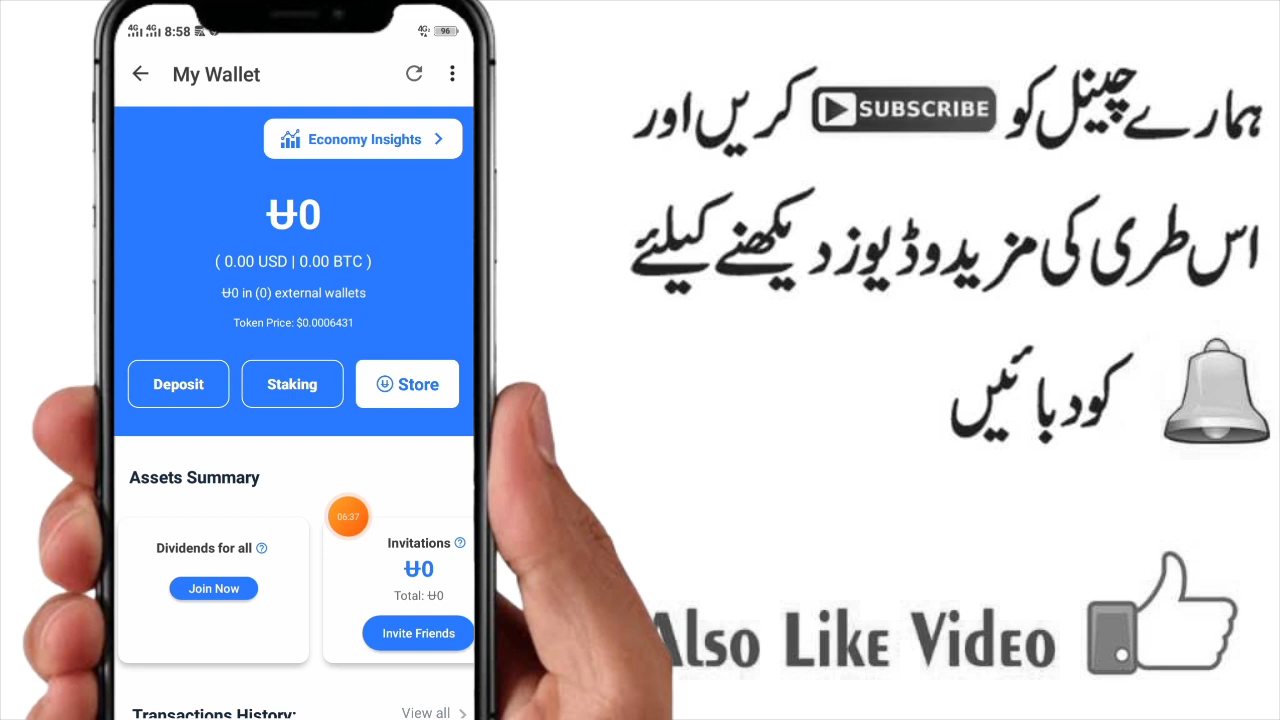 4G 4G 8:58 4G 96
My Wallet
Economy Insights
Ʉ0
( 0.00 USD | 0.00 BTC )
Ʉ0 in (0) external wallets
Token Price: $0.0006431
Deposit Staking Store
Assets Summary
06:37
Dividends for all
Join Now
Invitations
Ʉ0
Total: Ʉ0
Invite Friends
Transactions History: View all
ہمارے چینل کو SUBSCRIBE کریں اور
اس طری کی مزید وڈیوز دیکھنے کیلئے
کو دبائیں
Also Like Video